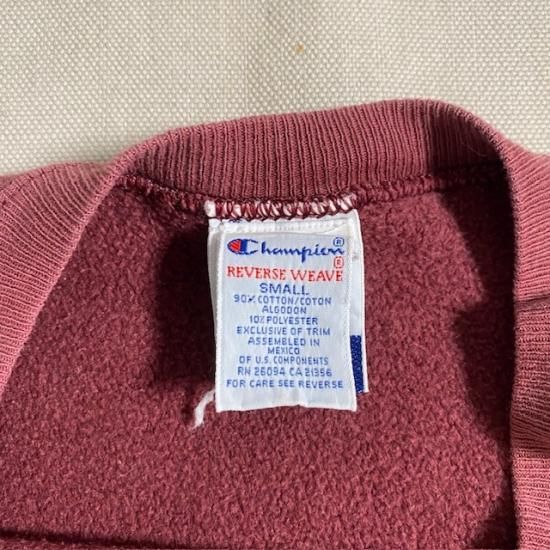 Champion®
REVERSE WEAVE®
SMALL
90% COTTON/COTON
ALGODON
10% POLYESTER
EXCLUSIVE OF TRIM
ASSEMBLED IN
MEXICO
OF U.S. COMPONENTS
RN 26094 CA 21356
FOR CARE SEE REVERSE